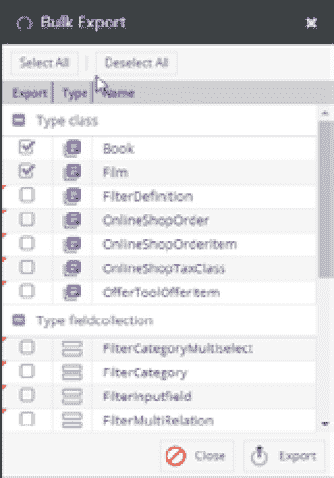 Bulk Export
Select All Deselect All
Export Type Name
Type class
Book
Film
FilterDefinition
OnlineShopOrder
OnlineShopOrderItem
OnlineShopTaxClass
OfferToolOfferItem
Type fieldcollection
FilterCategoryMultiselect
FilterCategory
FilterInputfield
FilterMultiRelation
Close Export